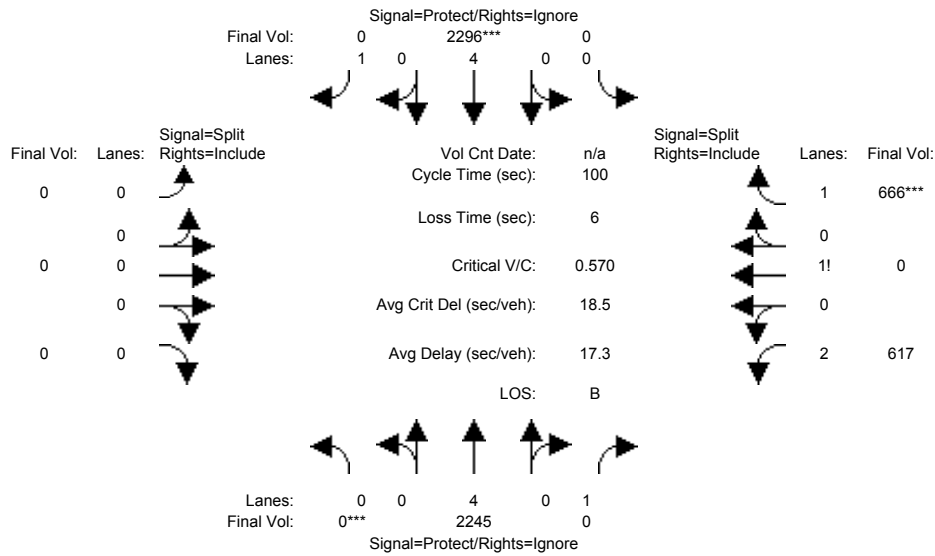 Signal=Protect/Rights=Ignore
Final Vol: 0 2296*** 0
Lanes: 1 0 4 0 0
Signal=Split
Final Vol: Lanes: Rights=Include
Vol Cnt Date: n/a
Signal=Split
Rights=Include Lanes: Final Vol:
Cycle Time (sec): 100
0 0
1 666***
Loss Time (sec): 6
0
0
0 0
Critical V/C: 0.570
1! 0
0
Avg Crit Del (sec/veh): 18.5
0
0 0
Avg Delay (sec/veh): 17.3
2 617
LOS: B
Lanes: 0 0 4 0 1
Final Vol: 0*** 2245 0
Signal=Protect/Rights=Ignore